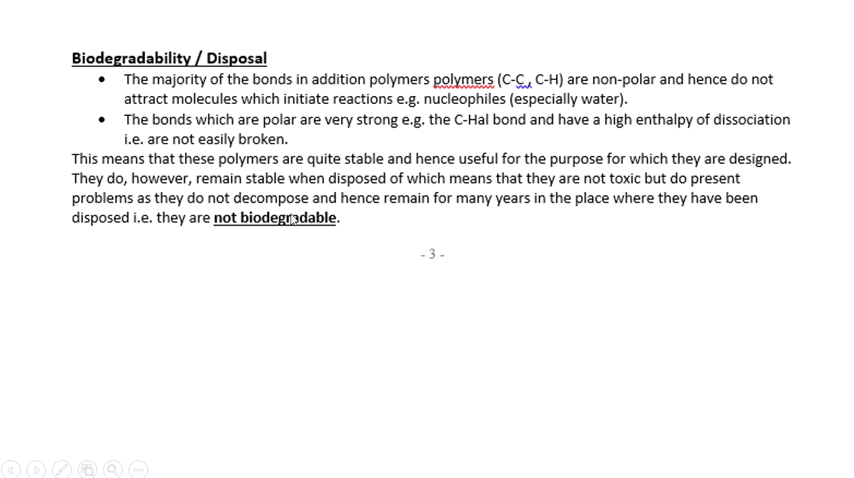 Biodegradability / Disposal
• The majority of the bonds in addition polymers polymers (C-C , C-H) are non-polar and hence do not
attract molecules which initiate reactions e.g. nucleophiles (especially water).
• The bonds which are polar are very strong e.g. the C-Hal bond and have a high enthalpy of dissociation
i.e. are not easily broken.
This means that these polymers are quite stable and hence useful for the purpose for which they are designed.
They do, however, remain stable when disposed of which means that they are not toxic but do present
problems as they do not decompose and hence remain for many years in the place where they have been
disposed i.e. they are not biodegradable.
- 3 -